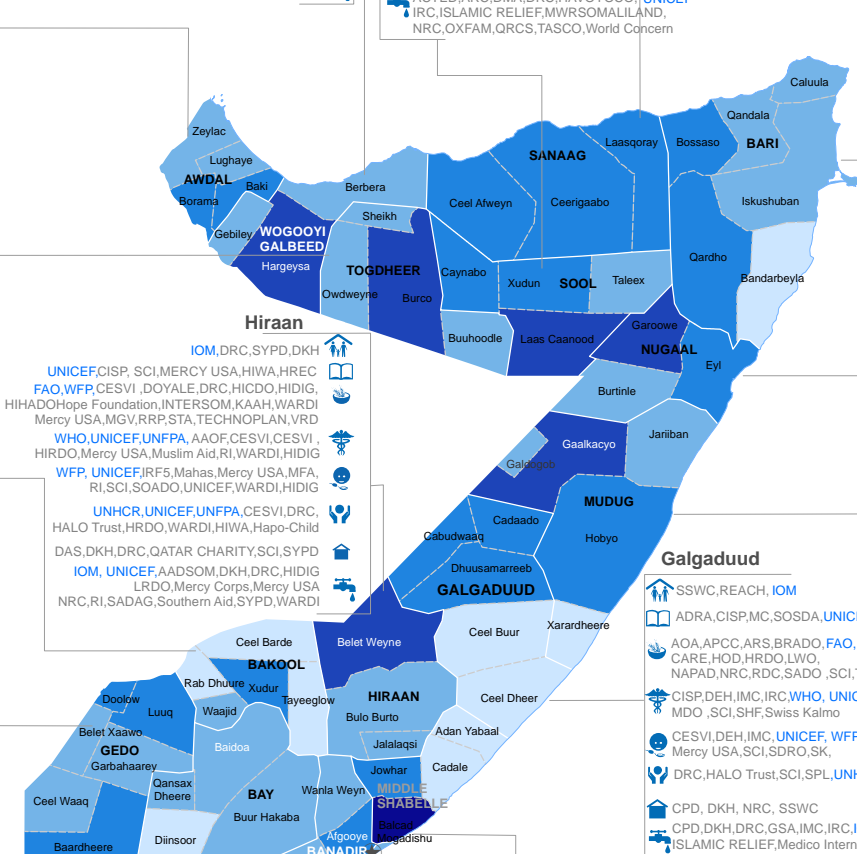 IRC,ISLAMIC RELIEF,MWRSOMALILAND,
NRC,OXFAM,QRCS,TASCO,World Concern
Caluula
Qandala
Zeylac
Laasqoray
Bossaso
BARI
SANAAG
Lughaye
AWDAL
Baki
Berbera
Borama
Ceel Afweyn
Ceerigaabo
Iskushuban
Sheikh
Gebiley
WOGOOYI
GALBEED
Hargeysa
TOGDHEER
Caynabo
Qardho
Xudun
SOOL
Taleex
Bandarbeyla
Owdweyne
Burco
Hiraan
Garoowe
Buuhoodle
Laas Caanood
NUGAAL
Eyl
IOM,DRC,SYPD,DKH
UNICEF,CISP, SCI,MERCY USA,HIWA,HREC
FAO,WFP,CESVI ,DOYALE,DRC,HICDO,HIDIG,
HIHADOHope Foundation,INTERSOM,KAAH,WARDI
Mercy USA,MGV,RRP,STA,TECHNOPLAN,VRD
WHO,UNICEF,UNFPA, AAOF,CESVI,CESVI ,
HIRDO,Mercy USA,Muslim Aid,RI,WARDI,HIDIG
WFP, UNICEF,IRF5,Mahas,Mercy USA,MFA,
RI,SCI,SOADO,UNICEF,WARDI,HIDIG
UNHCR,UNICEF,UNFPA,CESVI,DRC,
HALO Trust,HRDO,WARDI,HIWA,Hapo-Child
DAS,DKH,DRC,QATAR CHARITY,SCI,SYPD
IOM, UNICEF,AADSOM,DKH,DRC,HIDIG
LRDO,Mercy Corps,Mercy USA
NRC,RI,SADAG,Southern Aid,SYPD,WARDI
Burtinle
Jariiban
Gaalkacyo
Galdogob
MUDUG
Cadaado
Hobyo
Cabudwaaq
Dhuusamarreeb
GALGADUUD
Galgaduud
SSWC,REACH, IOM
ADRA,CISP,MC,SOSDA,UNICE
AOA,APCC,ARS,BRADO,FAO,
CARE,HOD,HRDO,LWO,
NAPAD,NRC,RDC,SADO ,SCI,
CISP,DEH,IMC,IRC,WHO, UNIC
MDO ,SCI,SHF,Swiss Kalmo
CESVI,DEH,IMC,UNICEF, WFP
Mercy USA,SCI,SDRO,SK,
DRC,HALO Trust,SCI,SPL,UNH
CPD, DKH, NRC, SSWC
CPD,DKH,DRC,GSA,IMC,IRC,
ISLAMIC RELIEF,Medico Intern
Xarardheere
Ceel Buur
Ceel Barde
Belet Weyne
BAKOOL
Rab Dhuure
Xudur
Tayeeglow
HIRAAN
Ceel Dheer
Doolow
Luuq
Waajid
Bulo Burto
Belet Xaawo
Adan Yabaal
GEDO
Baidoa
Jalalaqsi
Garbahaarey
Cadale
Jowhar
Qansax
Dheere
Wanla Weyn
MIDDLE
SHABELLE
Ceel Waaq
BAY
Buur Hakaba
Balcad
Afgooye
Mogadishu
Baardheere
Diinsoor
BANADIR